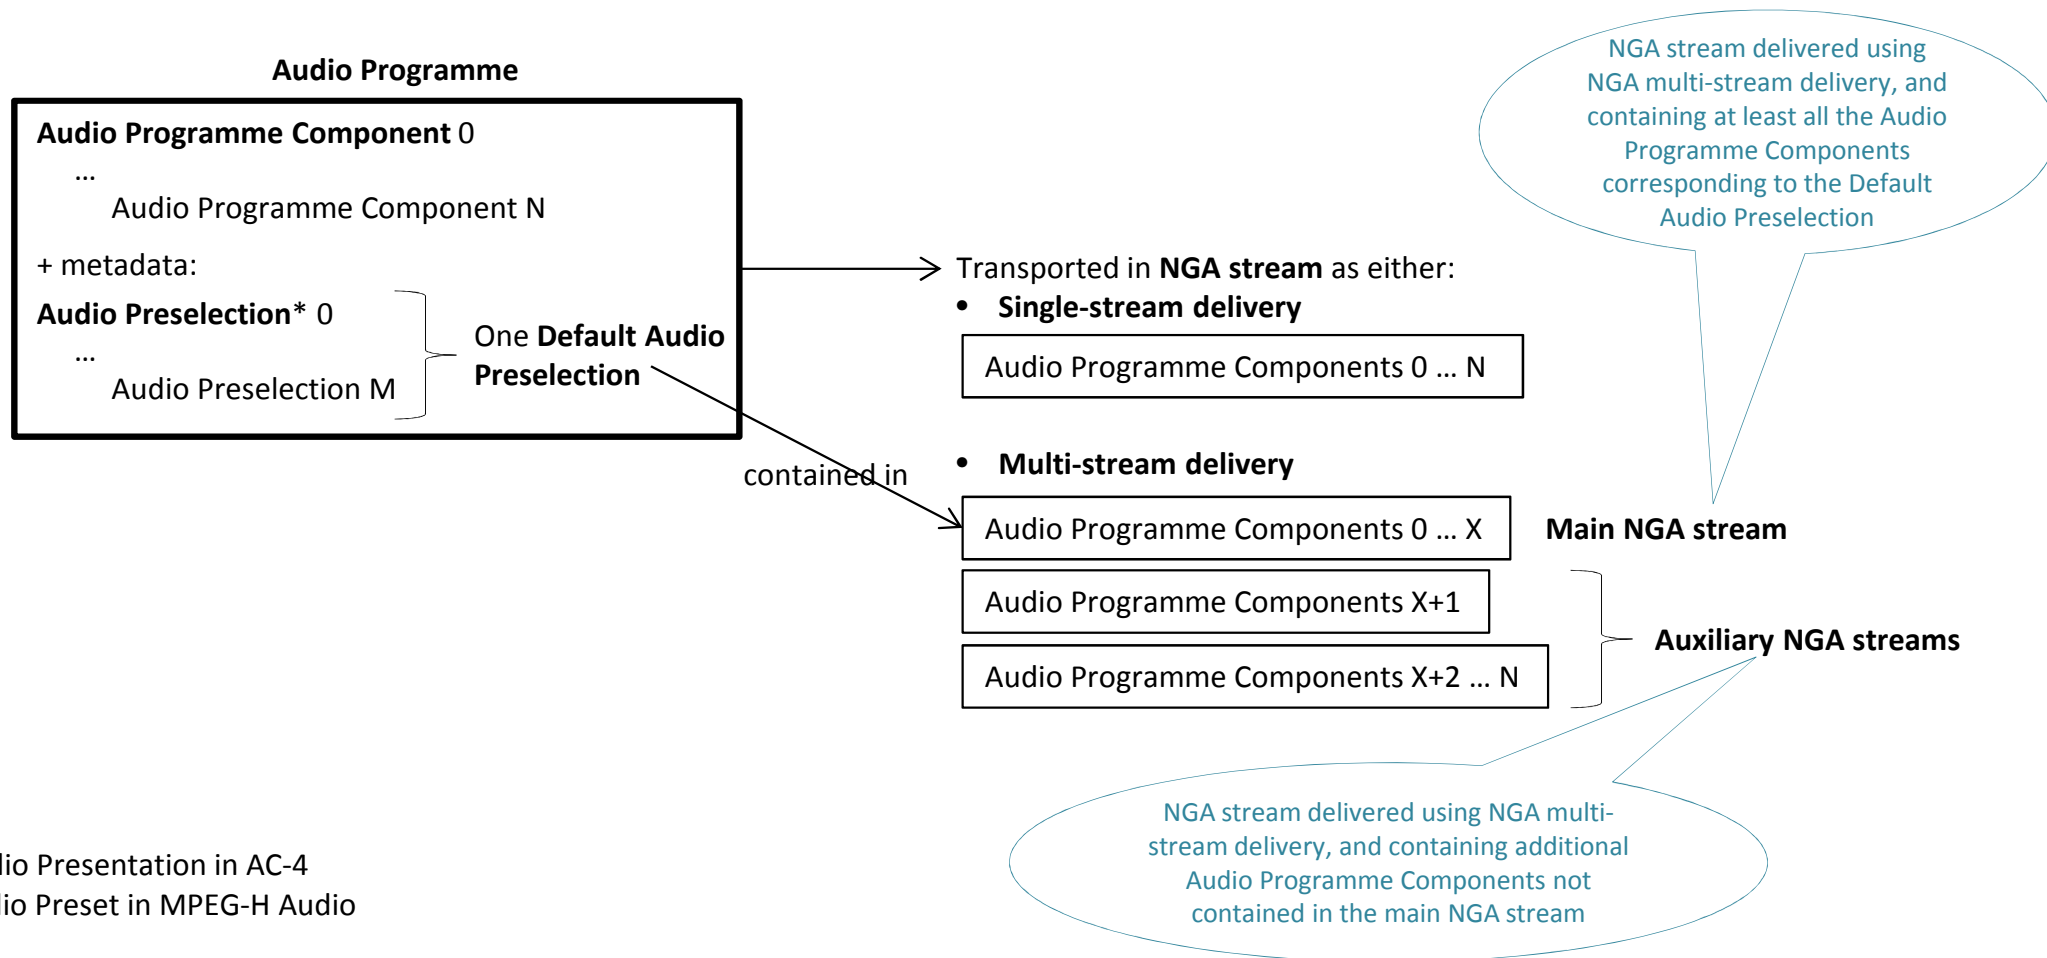 Audio Programme
Audio Programme Component 0
...
Audio Programme Component N
+ metadata:
Audio Preselection* 0
...
Audio Preselection M
One Default Audio
Preselection
contained in
Transported in NGA stream as either:
• Single-stream delivery
Audio Programme Components 0 ... N
• Multi-stream delivery
Audio Programme Components 0 ... X
Main NGA stream
Audio Programme Components X+1
Audio Programme Components X+2 ... N
Auxiliary NGA streams
NGA stream delivered using
NGA multi-stream delivery, and
containing at least all the Audio
Programme Components
corresponding to the Default
Audio Preselection
NGA stream delivered using NGA multi-
stream delivery, and containing additional
Audio Programme Components not
contained in the main NGA stream
Presentation in AC-4
Preset in MPEG-H Audio